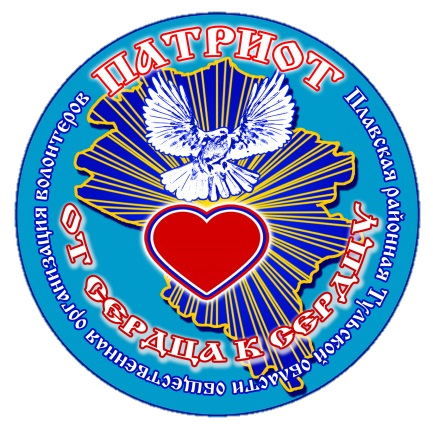 ПАТРИОТ
ОТ СЕРДЦА К СЕРДЦУ
Плавская районная Тульской области общественная организация волонтеров